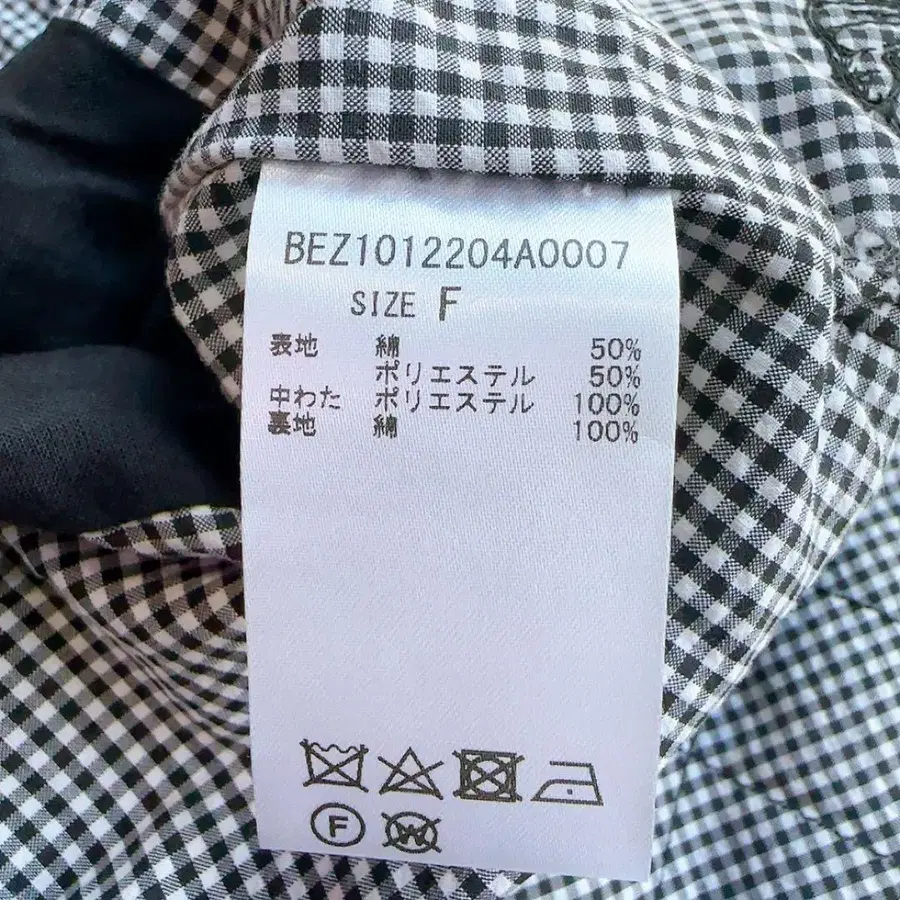 BEZ1012204A0007
SIZE F
表地 綿 50%
ポリエステル 50%
中わた ポリエステル 100%
裏地 綿 100%
F
W